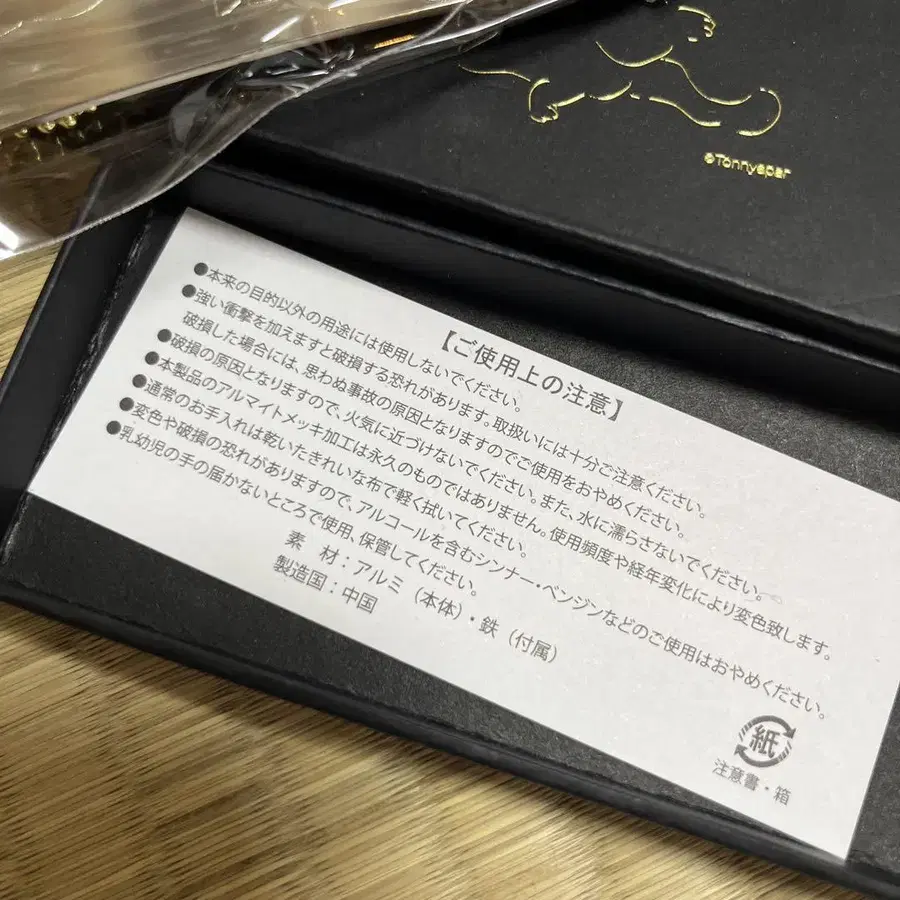 ©Tonnyapar
【ご使用上の注意】
●本来の目的以外の用途には使用しないでください。
●強い衝撃を加えますと破損する恐れがあります。取扱いには十分ご注意ください。
破損した場合には、思わぬ事故の原因となりますのでご使用をおやめください。
●破損の原因となりますので、火気に近づけないでください。また、水に濡らさないでください。
●本製品のアルマイトメッキ加工は永久のものではありません。使用頻度や経年変化により変色致します。
●通常のお手入れは乾いたきれいな布で軽く拭いてください。
●変色や破損の恐れがありますので、アルコールを含むシンナー・ベンジンなどのご使用はおやめください。
●乳幼児の手の届かないところで使用、保管してください。
素 材：アルミ（本体）・鉄（付属）
製造国：中国
紙
注意書・箱